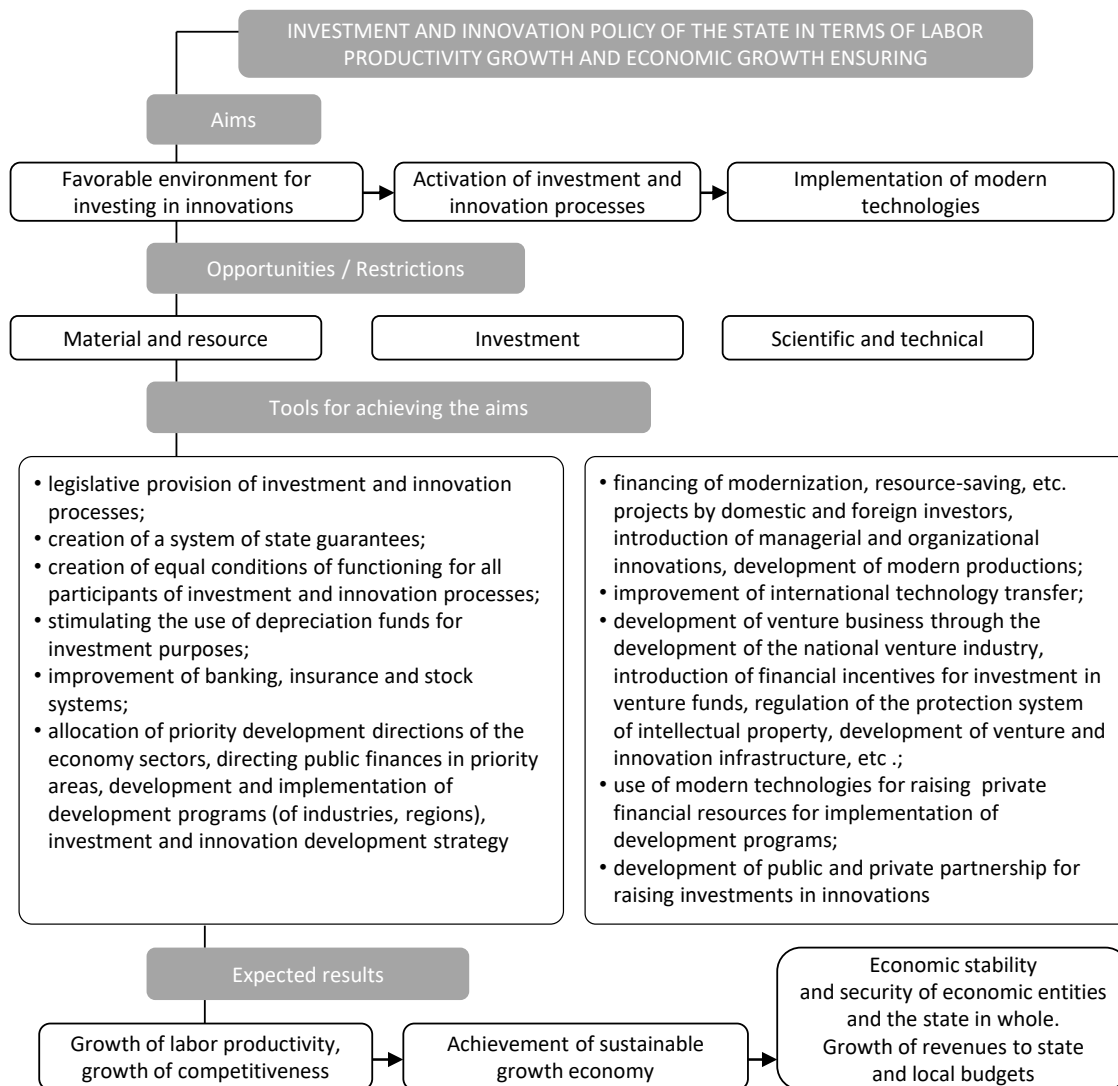 INVESTMENT AND INNOVATION POLICY OF THE STATE IN TERMS OF LABOR
PRODUCTIVITY GROWTH AND ECONOMIC GROWTH ENSURING
Aims
Favorable environment for
investing in innovations
Activation of investment and
innovation processes
Implementation of modern
technologies
Opportunities / Restrictions
Material and resource
Investment
Scientific and technical
Tools for achieving the aims
• legislative provision of investment and innovation
processes;
• creation of a system of state guarantees;
• creation of equal conditions of functioning for all
participants of investment and innovation processes;
• stimulating the use of depreciation funds for
investment purposes;
• improvement of banking, insurance and stock
systems;
• allocation of priority development directions of the
economy sectors, directing public finances in priority
areas, development and implementation of
development programs (of industries, regions),
investment and innovation development strategy
• financing of modernization, resource-saving, etc.
projects by domestic and foreign investors,
introduction of managerial and organizational
innovations, development of modern productions;
• improvement of international technology transfer;
• development of venture business through the
development of the national venture industry,
introduction of financial incentives for investment in
venture funds, regulation of the protection system
of intellectual property, development of venture and
innovation infrastructure, etc .;
• use of modern technologies for raising  private
financial resources for implementation of
development programs;
• development of public and private partnership for
raising investments in innovations
Expected results
Growth of labor productivity,
growth of competitiveness
Achievement of sustainable
growth economy
Economic stability
and security of economic entities
and the state in whole.
Growth of revenues to state
and local budgets